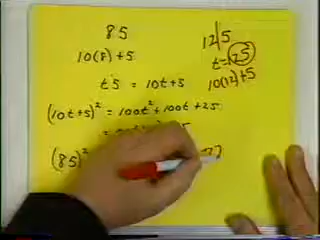 85
10(8)+5
t5 = 10t+5
(10t+5)² = 100t² + 100t + 25
(85)²
12|5
t=125
10(12)+5